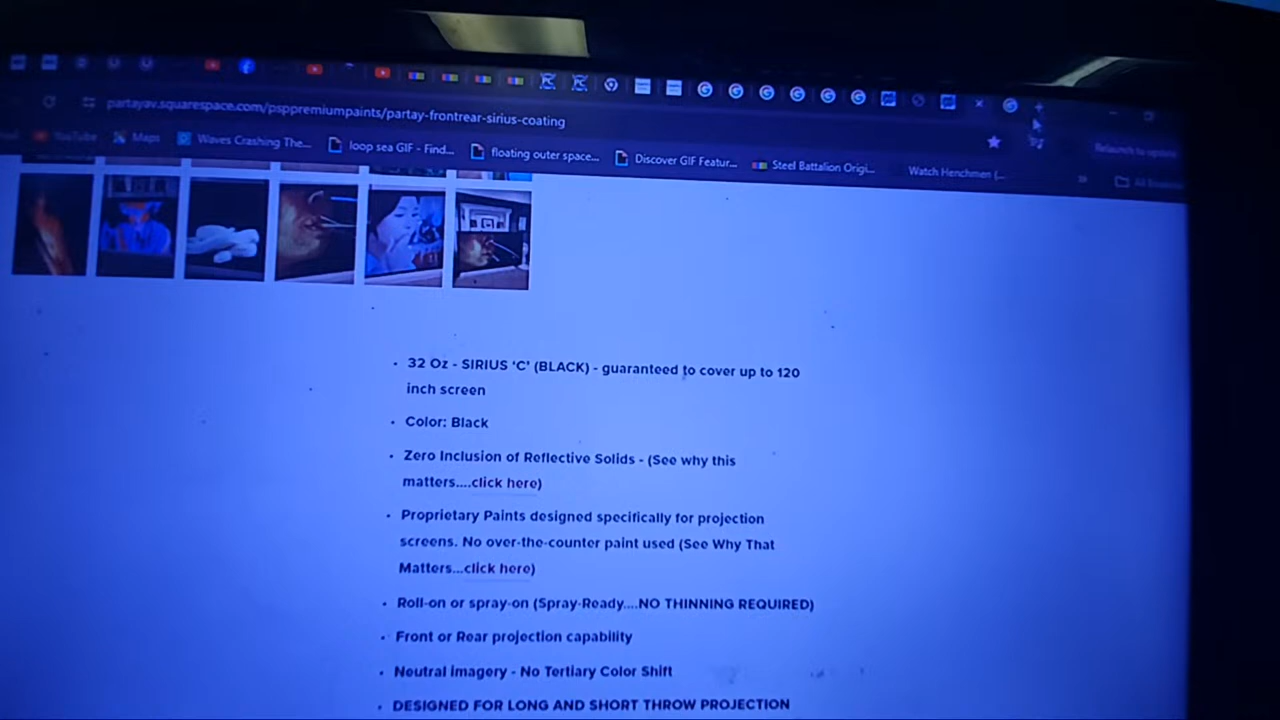 partayav.squarespace.com/psppremiumpaints/partay-frontrear-sirius-coating
YouTube Maps Waves Crashing The... loop sea GIF - Find... floating outer space... Discover GIF Featur... Steel Battalion Origi... Watch Henchmen (... »
• 32 Oz - SIRIUS ‘C’ (BLACK) - guaranteed to cover up to 120
inch screen
• Color: Black
• Zero Inclusion of Reflective Solids - (See why this
matters....click here)
• Proprietary Paints designed specifically for projection
screens. No over-the-counter paint used (See Why That
Matters...click here)
• Roll-on or spray-on (Spray-Ready....NO THINNING REQUIRED)
• Front or Rear projection capability
• Neutral imagery - No Tertiary Color Shift
• DESIGNED FOR LONG AND SHORT THROW PROJECTION